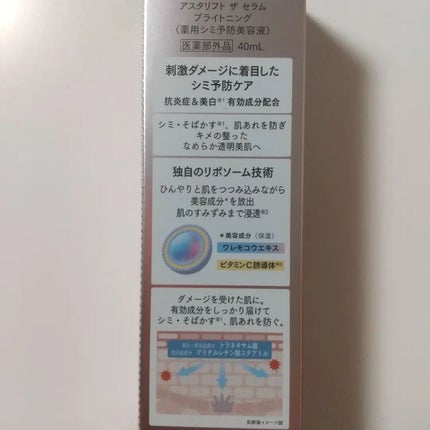 アスタリフト ザ セラム
ブライトニング
〈薬用シミ予防美容液〉
医薬部外品 40mL
刺激ダメージに着目した
シミ予防ケア
抗炎症&美白※1 有効成分配合
シミ・そばかす※1、肌あれを防ぎ
キメの整った
なめらか透明美肌へ
独自のリポソーム技術
ひんやりと肌をつつみ込みながら
美容成分*を放出
肌のすみずみまで浸透※2
*美容成分〈保湿〉
ワレモコウエキス
ビタミンC誘導体※3
ダメージを受けた肌に。
有効成分をしっかり届けて
シミ・そばかす※1、肌あれを防ぐ。
トラネキサム酸
グリチルレチン酸ステアリル
肌断面イメージ図